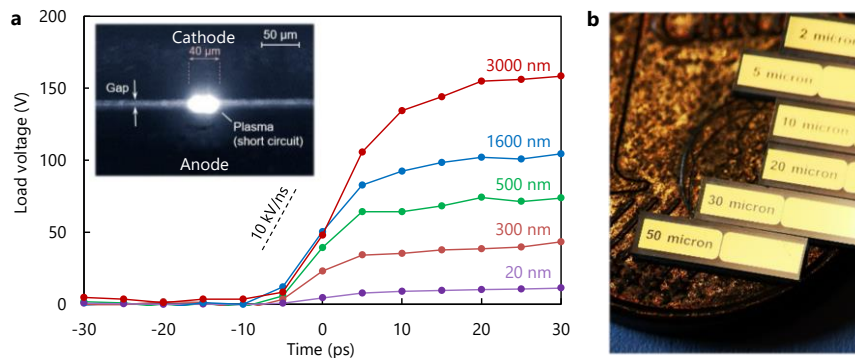 a
200
150
100
50
0
Load voltage (V)
-30
-20
-10
0
10
20
30
Time (ps)
Cathode
40 μm
50 μm
Gap
Plasma
(short circuit)
Anode
10 kV/ns
3000 nm
1600 nm
500 nm
300 nm
20 nm
b
2 micron
5 micron
10 micron
20 micron
30 micron
50 micron